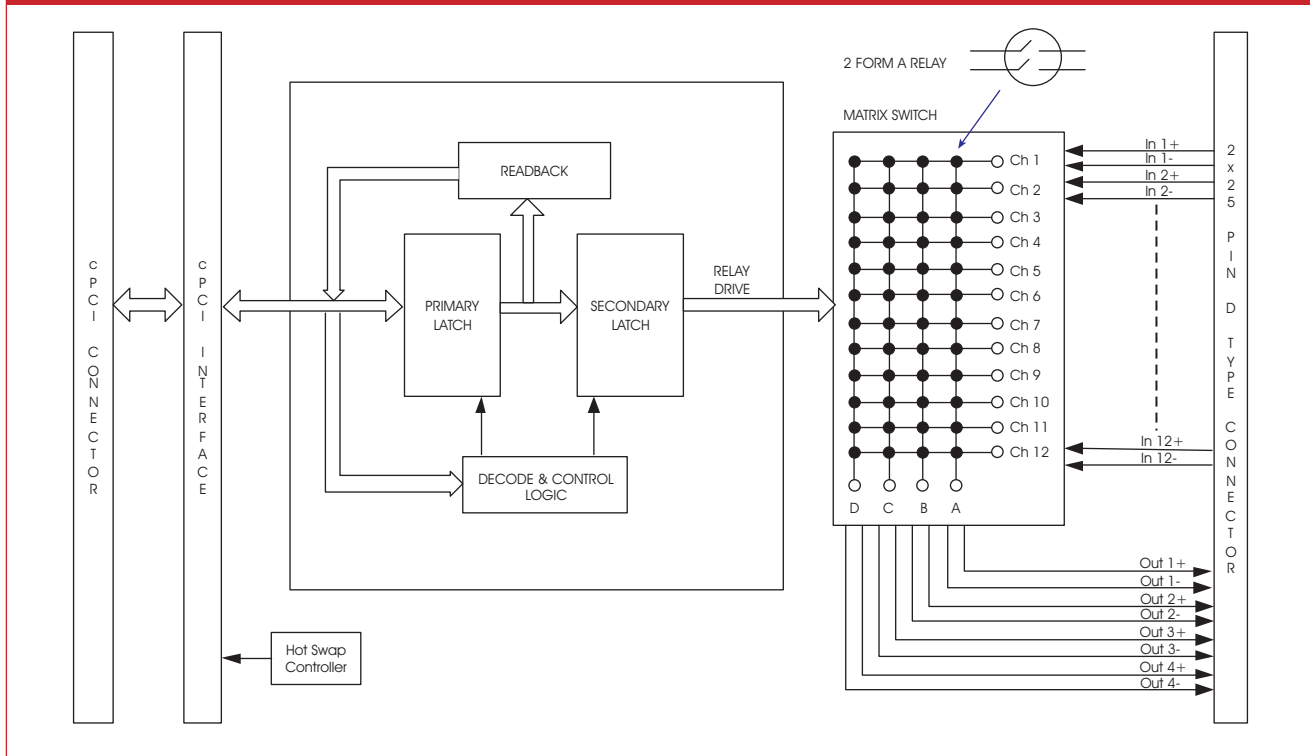 cPCI CONNECTOR
cPCI INTERFACE
READBACK
PRIMARY
LATCH
SECONDARY
LATCH
DECODE & CONTROL
LOGIC
Hot Swap
Controller
RELAY
DRIVE
2 FORM A RELAY
MATRIX SWITCH
Ch 1
Ch 2
Ch 3
Ch 4
Ch 5
Ch 6
Ch 7
Ch 8
Ch 9
Ch 10
Ch 11
Ch 12
D C B A
In 1+
In 1-
In 2+
In 2-
In 12+
In 12-
Out 1+
Out 1-
Out 2+
Out 2-
Out 3+
Out 3-
Out 4+
Out 4-
2x25 PIN D TYPE CONNECTOR